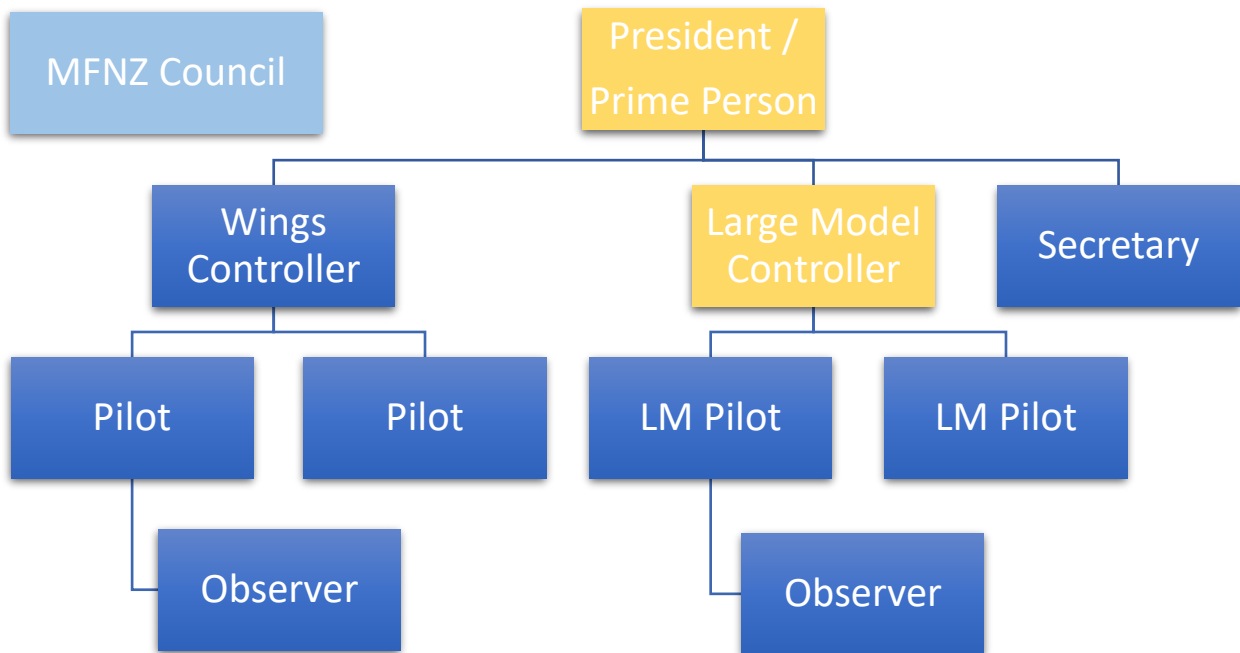 MFNZ Council
President /
Prime Person
Wings
Controller
Large Model
Controller
Secretary
Pilot
Pilot
LM Pilot
LM Pilot
Observer
Observer